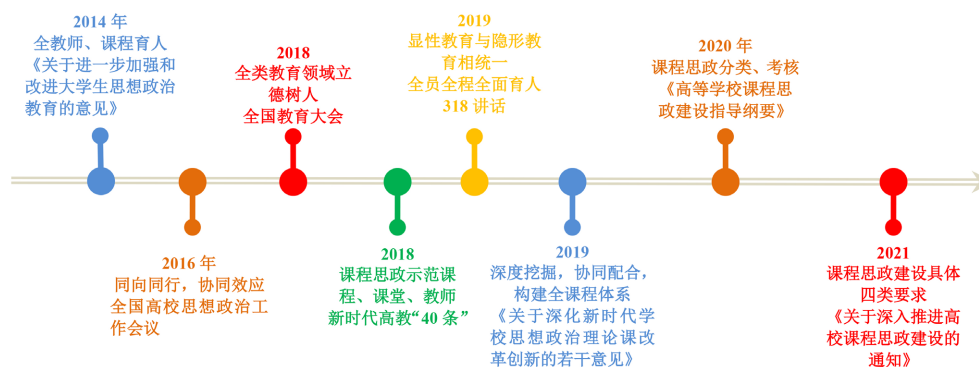 2014 年
全教师、课程育人
《关于进一步加强和
改进大学生思想政治
教育的意见》
2016 年
同向同行，协同效应
全国高校思想政治工
作会议
2018
全类教育领域立
德树人
全国教育大会
2018
课程思政示范课
程、课堂、教师
新时代高教“40 条”
2019
显性教育与隐形教
育相统一
全员全程全面育人
318 讲话
2019
深度挖掘，协同配合，
构建全课程体系
《关于深化新时代学
校思想政治理论课改
革创新的若干意见》
2020 年
课程思政分类、考核
《高等学校课程思
政建设指导纲要》
2021
课程思政建设具体
四类要求
《关于深入推进高
校课程思政建设的
通知》